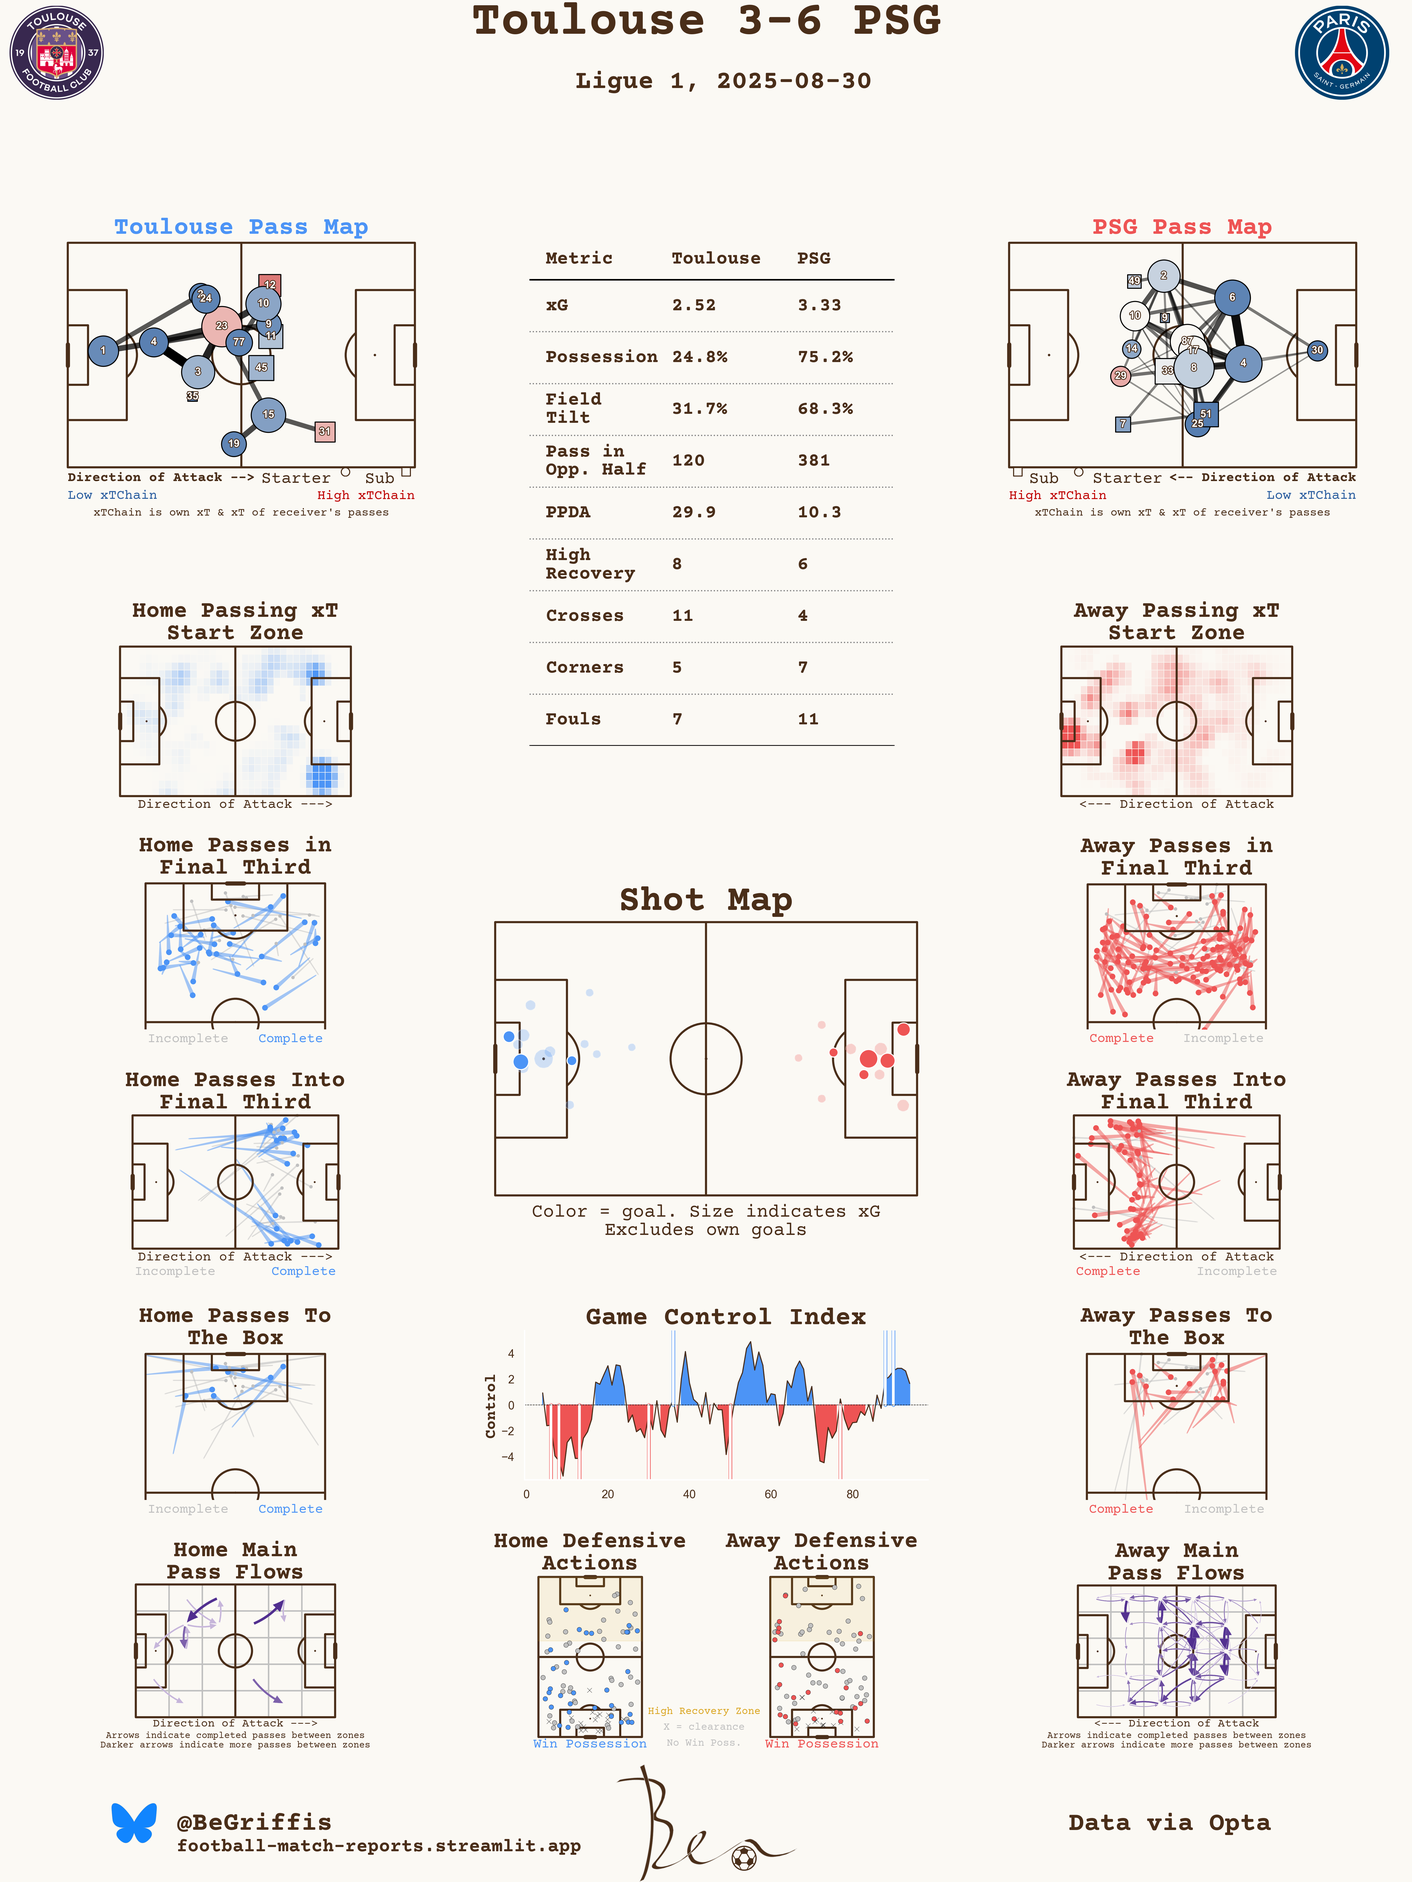 Toulouse 3-6 PSG
Ligue 1, 2025-08-30
TOULOUSE
19 37
FOOTBALL CLUB
PARIS
SAINT-GERMAIN
Toulouse Pass Map
1
4
24
23
3
35
12
10
9
11
77
45
15
19
31
Direction of Attack --> Starter Sub
Low xTChain High xTChain
xTChain is own xT & xT of receiver's passes
Metric Toulouse PSG
xG 2.52 3.33
Possession 24.8% 75.2%
Field
Tilt 31.7% 68.3%
Pass in
Opp. Half 120 381
PPDA 29.9 10.3
High
Recovery 8 6
Crosses 11 4
Corners 5 7
Fouls 7 11
PSG Pass Map
49
2
6
10
9
87
17
14
29
33
8
4
30
7
51
25
Sub Starter <-- Direction of Attack
High xTChain Low xTChain
xTChain is own xT & xT of receiver's passes
Home Passing xT
Start Zone
Direction of Attack --->
Away Passing xT
Start Zone
<--- Direction of Attack
Home Passes in
Final Third
Incomplete Complete
Away Passes in
Final Third
Complete Incomplete
Shot Map
Color = goal. Size indicates xG
Excludes own goals
Home Passes Into
Final Third
Direction of Attack --->
Incomplete Complete
Away Passes Into
Final Third
<--- Direction of Attack
Complete Incomplete
Home Passes To
The Box
Incomplete Complete
Game Control Index
Control
4
2
0
−2
−4
0 20 40 60 80
Away Passes To
The Box
Complete Incomplete
Home Main
Pass Flows
Direction of Attack --->
Arrows indicate completed passes between zones
Darker arrows indicate more passes between zones
Home Defensive
Actions
Win Possession
Away Defensive
Actions
Win Possession
High Recovery Zone
X = clearance
No Win Poss.
Away Main
Pass Flows
<--- Direction of Attack
Arrows indicate completed passes between zones
Darker arrows indicate more passes between zones
@BeGriffis
football-match-reports.streamlit.app
Ben
Data via Opta